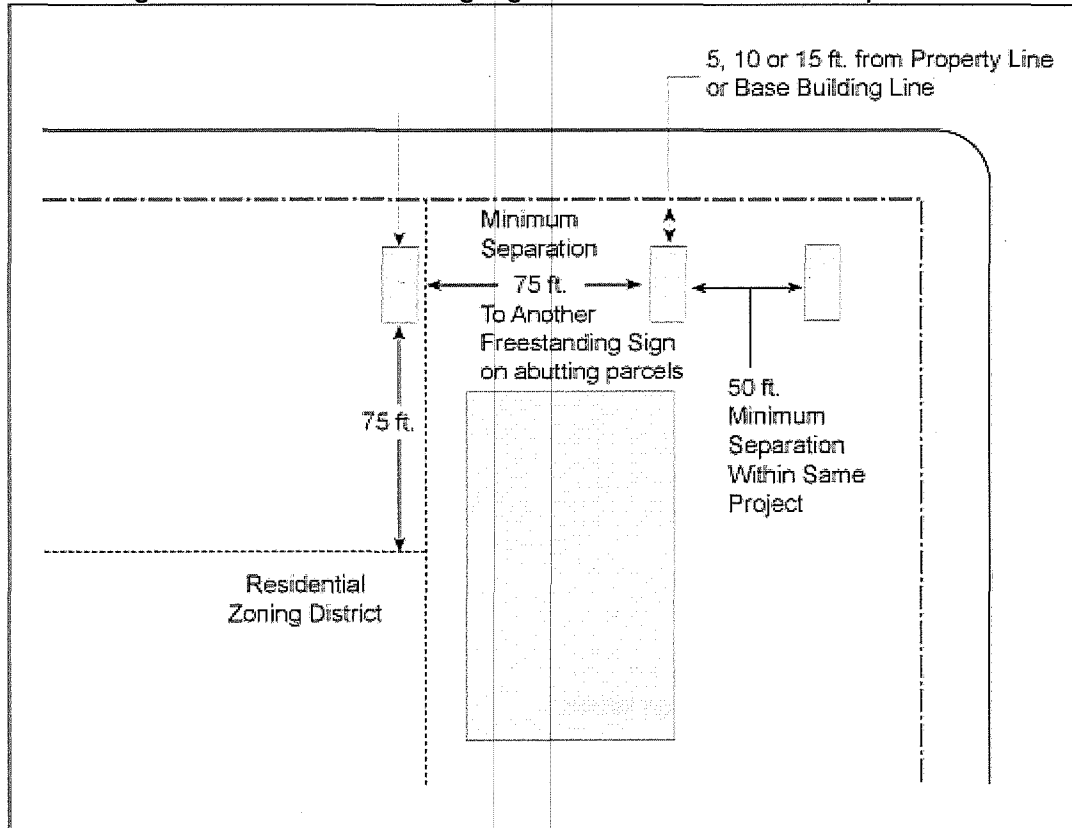 5, 10 or 15 ft. from Property Line
or Base Building Line
Minimum
Separation
75 ft.
To Another
Freestanding Sign
on abutting parcels
75 ft.
50 ft.
Minimum
Separation
Within Same
Project
Residential
Zoning District